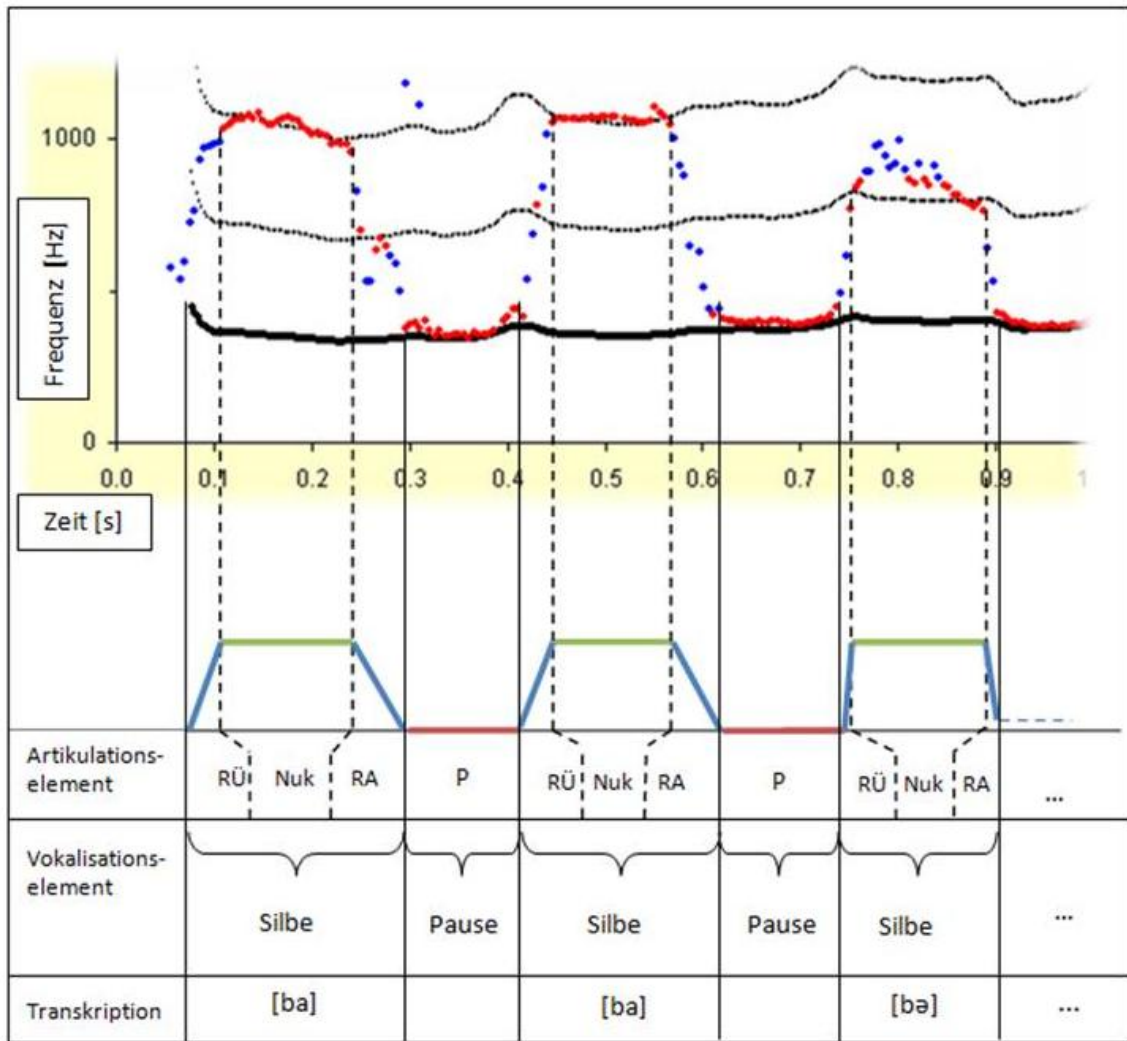 1000
Frequenz [Hz]
0
0.0 0.1 0.2 0.3 0.4 0.5 0.6 0.7 0.8 0.9 1
Zeit [s]
Artikulations-
element
RÜ Nuk RA P RÜ Nuk RA P RÜ Nuk RA ...
Vokalisations-
element
Silbe Pause Silbe Pause Silbe ...
Transkription [ba] [ba] [bə] ...